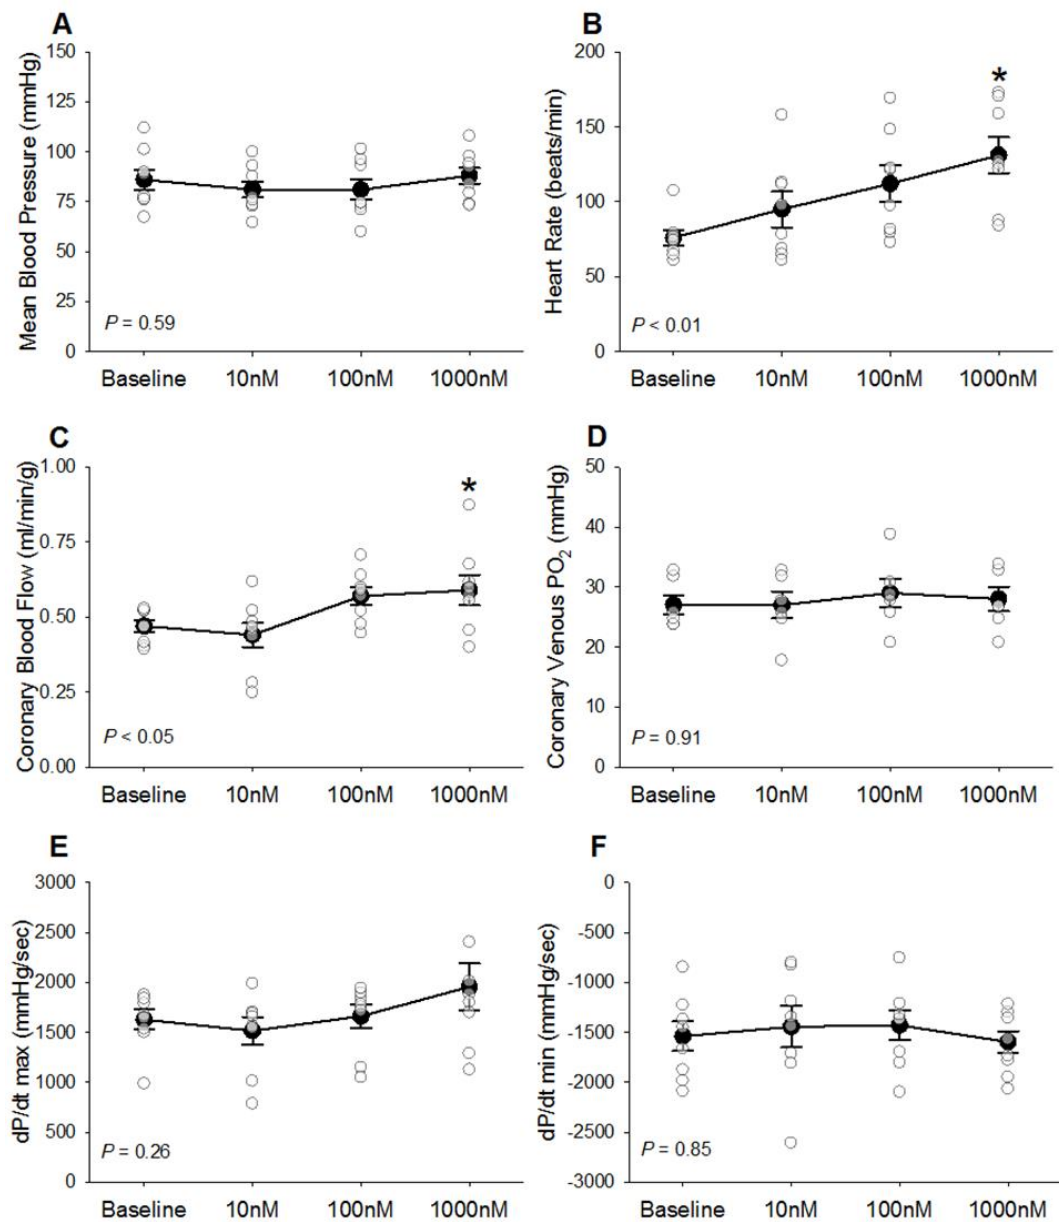 A
Mean Blood Pressure (mmHg)
150
125
100
75
50
25
0
P = 0.59
Baseline 10nM 100nM 1000nM
B
Heart Rate (beats/min)
200
150
100
50
0
*
P < 0.01
Baseline 10nM 100nM 1000nM
C
Coronary Blood Flow (ml/min/g)
1.00
0.75
0.50
0.25
0.00
*
P < 0.05
Baseline 10nM 100nM 1000nM
D
Coronary Venous PO2 (mmHg)
50
40
30
20
10
0
P = 0.91
Baseline 10nM 100nM 1000nM
E
dP/dt max (mmHg/sec)
3000
2500
2000
1500
1000
500
0
P = 0.26
Baseline 10nM 100nM 1000nM
F
dP/dt min (mmHg/sec)
0
-500
-1000
-1500
-2000
-2500
-3000
P = 0.85
Baseline 10nM 100nM 1000nM